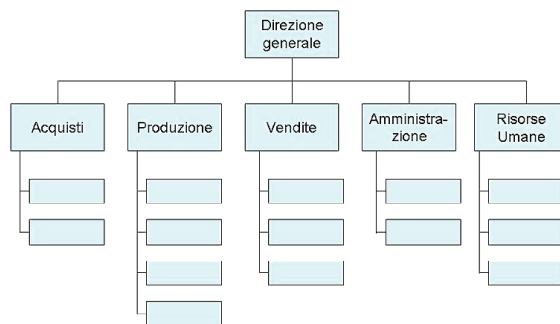 Direzione
generale
Acquisti
Produzione
Vendite
Amministra-
zione
Risorse
Umane